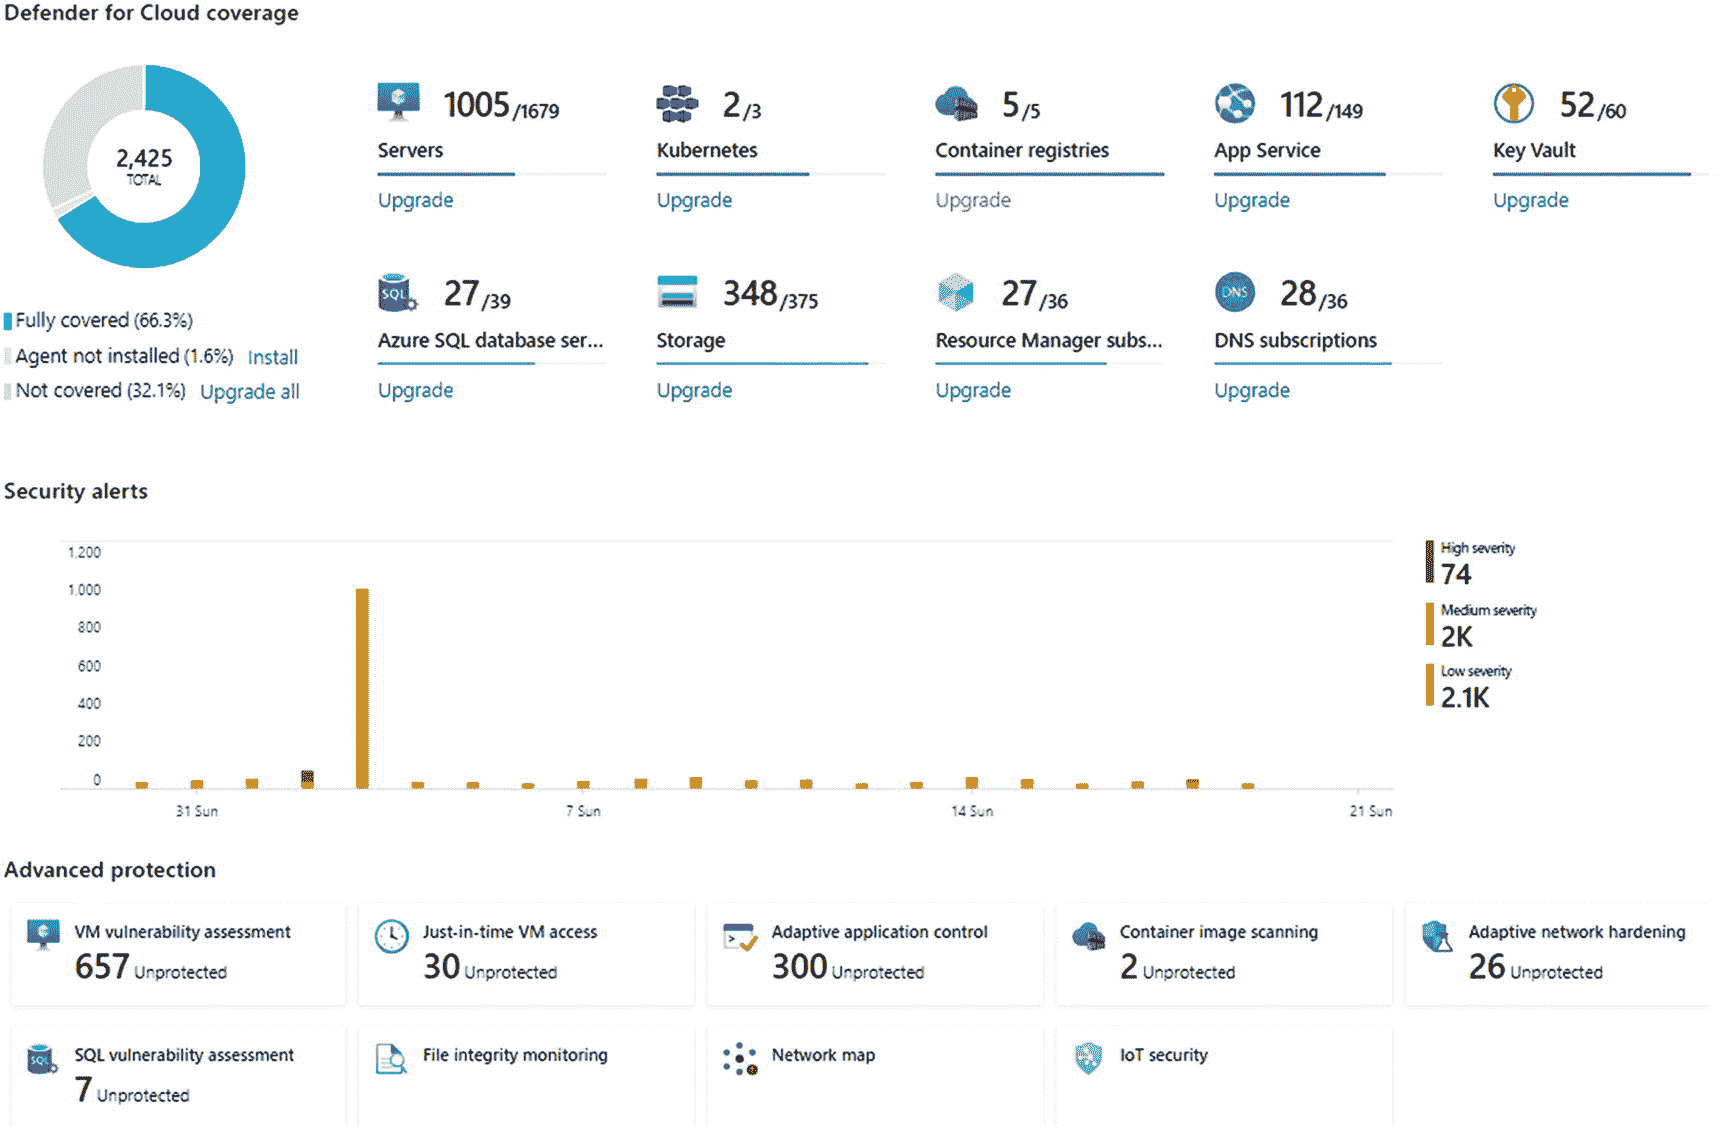 Defender for Cloud coverage
2,425
TOTAL
Fully covered (66.3%)
Agent not installed (1.6%) Install
Not covered (32.1%) Upgrade all
1005/1679
Servers
Upgrade
2/3
Kubernetes
Upgrade
5/5
Container registries
Upgrade
112/149
App Service
Upgrade
52/60
Key Vault
Upgrade
SQL
27/39
Azure SQL database ser...
Upgrade
348/375
Storage
Upgrade
27/36
Resource Manager subs...
Upgrade
DNS
28/36
DNS subscriptions
Upgrade
Security alerts
1,200
1,000
800
600
400
200
0
31 Sun
7 Sun
14 Sun
21 Sun
High severity
74
Medium severity
2K
Low severity
2.1K
Advanced protection
VM vulnerability assessment
657 Unprotected
Just-in-time VM access
30 Unprotected
Adaptive application control
300 Unprotected
Container image scanning
2 Unprotected
Adaptive network hardening
26 Unprotected
SQL
SQL vulnerability assessment
7 Unprotected
File integrity monitoring
Network map
IoT security